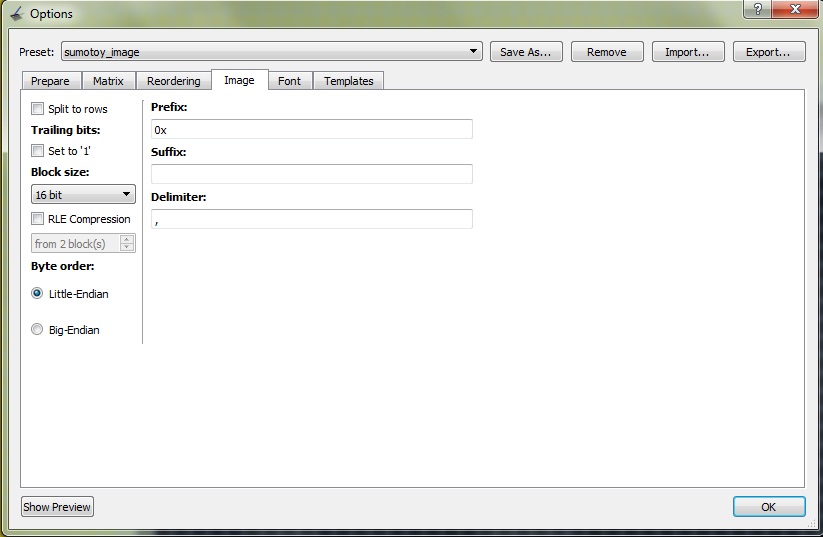 Options
?
Preset: sumotoy_image Save As... Remove Import... Export...
Prepare Matrix Reordering Image Font Templates
Split to rows
Trailing bits:
Set to '1'
Block size:
16 bit
RLE Compression
from 2 block(s)
Byte order:
Little-Endian
Big-Endian
Prefix:
0x
Suffix:
Delimiter:
,
Show Preview OK